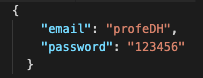 {
"email": "profeDH",
"password": "123456"
}